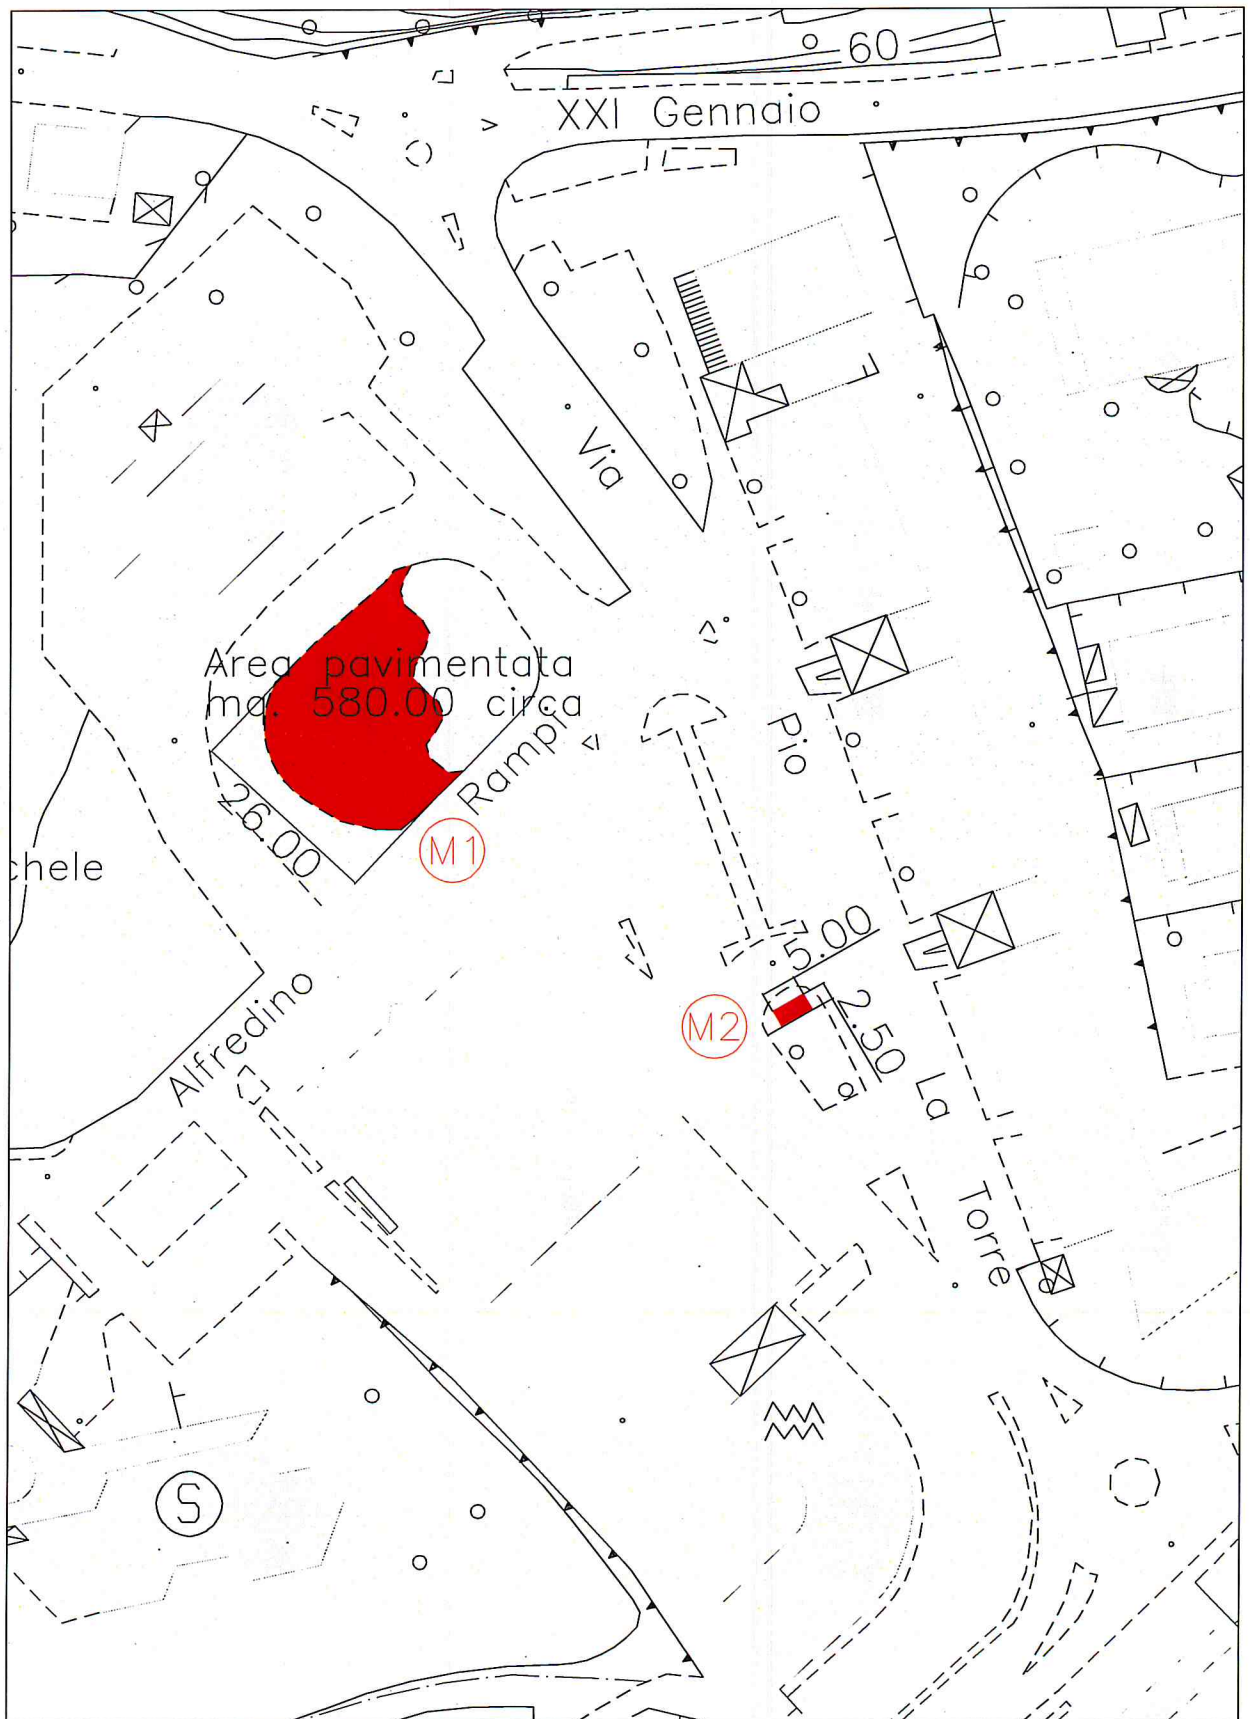 60
XXI Gennaio
Via
Area pavimentata
mq. 580.00 circa
Rampi
Pio
26.00
M1
chele
5.00
2.50
M2
Alfredino
La
Torre
S